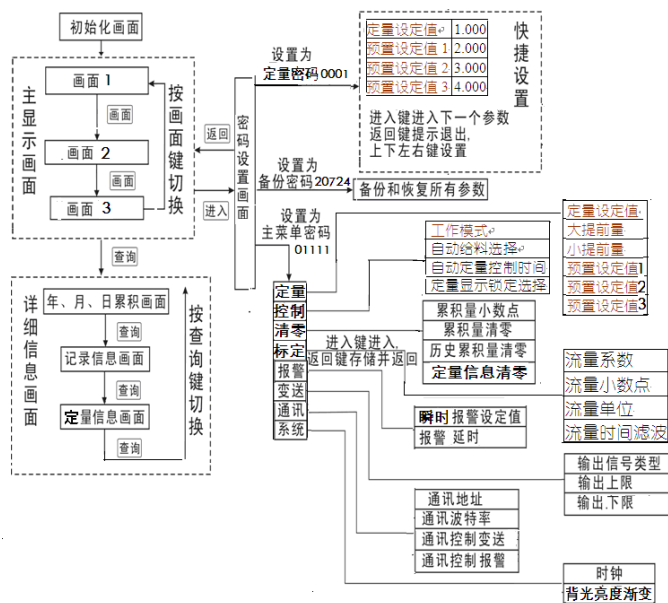 初始化画面
主显示画面
画面1
画面
画面 2
画面
画面 3
按画面键切换
查询
详细信息画面
年、月、日累积画面
查询
记录信息画面
查询
定量信息画面
查询
按查询键切换
返回
进入
密码设置画面
设置为
定量密码0001
定量设定值 1.000
预置设定值 1 2.000
预置设定值 2 3.000
预置设定值 3 4.000
进入键进入下一个参数
返回键提示退出,
上下左右键设置
快捷设置
设置为
备份密码20724
备份和恢复所有参数
设置为
主菜单密码
01111
定量
控制
清零
标定
报警
变送
通讯
系统
进入键进入,
返回键存储并返回
定量设定值
大提前量
小提前量
预置设定值1
预置设定值2
预置设定值3
工作模式
自动给料选择
自动定量控制时间
定量显示锁定选择
累积量小数点
累积量清零
历史累积量清零
定量信息清零
流量系数
流量小数点
流量单位
流量时间滤波
瞬时报警设定值
报警 延时
输出信号类型
输出上限
输出.下限
通讯地址
通讯波特率
通讯控制变送
通讯控制报警
时钟
背光亮度渐变